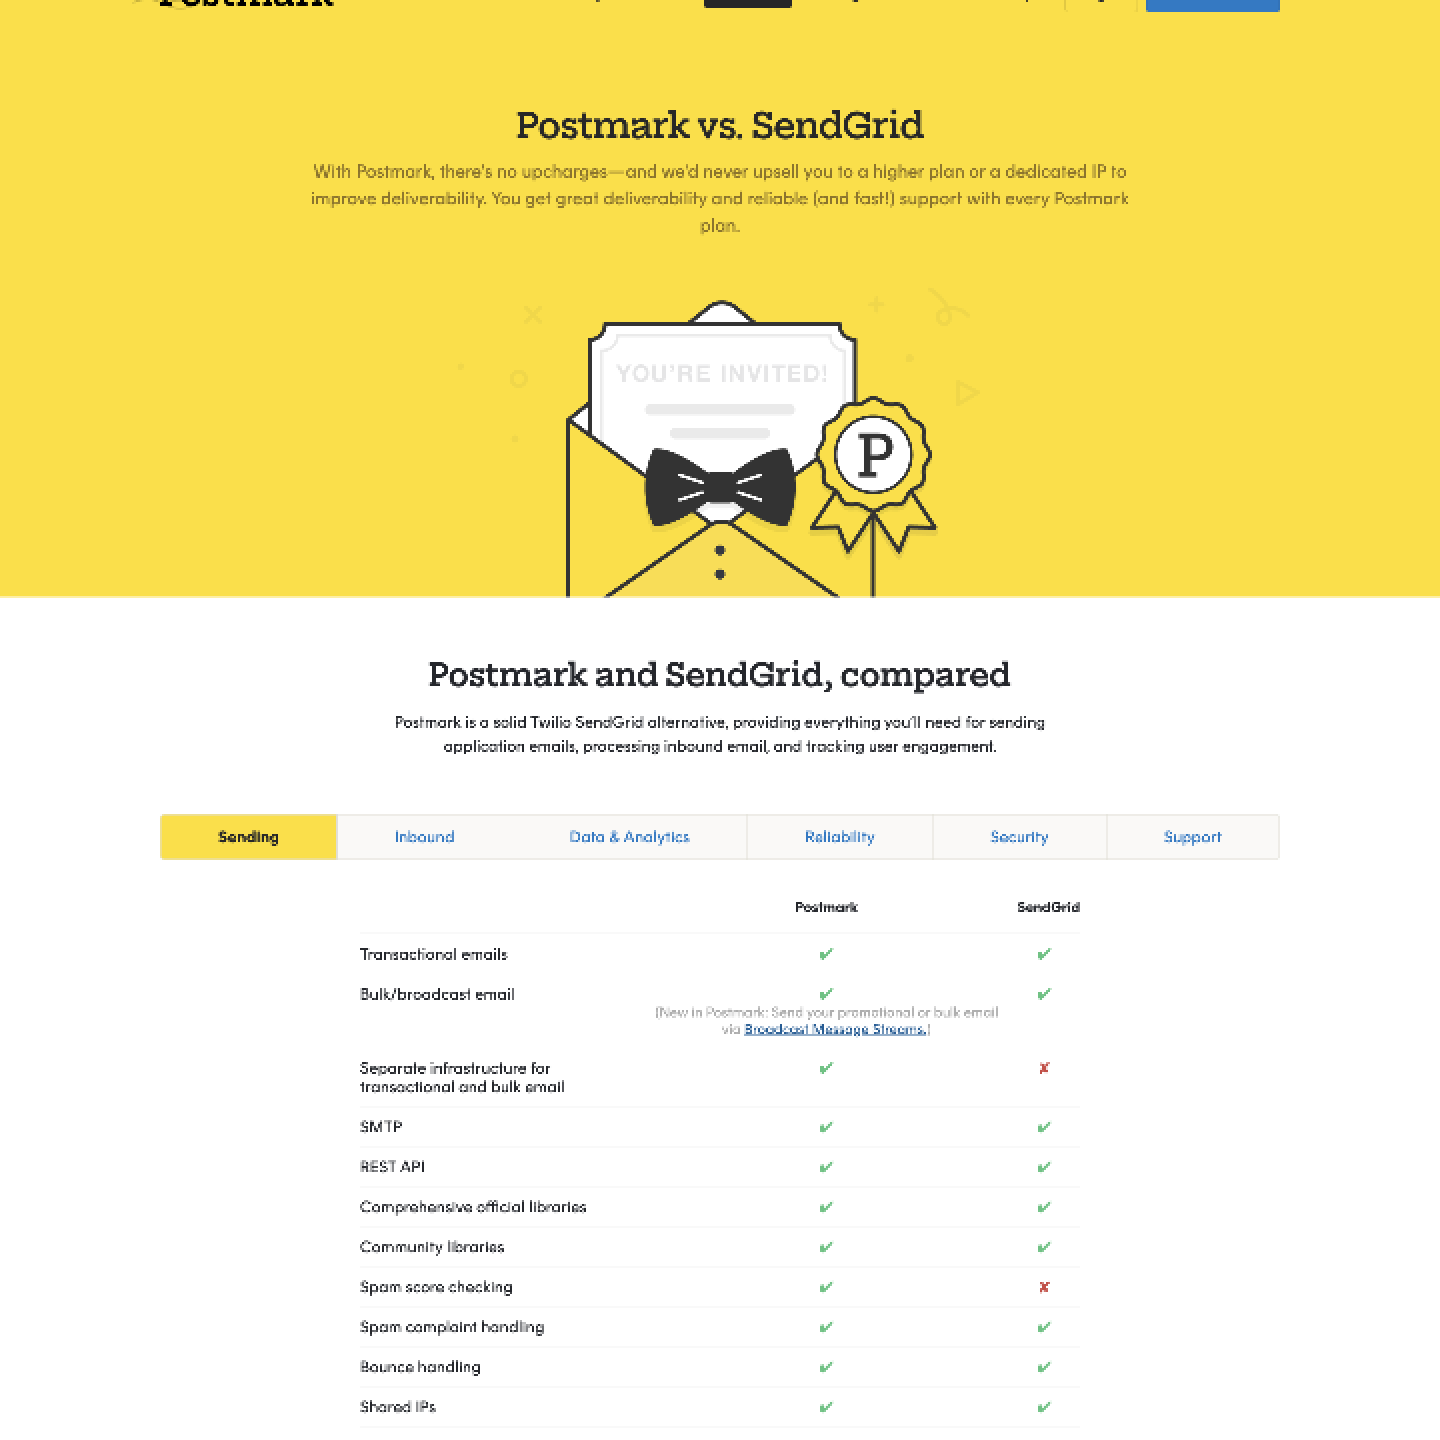 Postmark
Postmark vs. SendGrid
With Postmark, there's no upcharges—and we'd never upsell you to a higher plan or a dedicated IP to
improve deliverability. You get great deliverability and reliable (and fast!) support with every Postmark
plan.
YOU'RE INVITED!
P
Postmark and SendGrid, compared
Postmark is a solid Twilio SendGrid alternative, providing everything you'll need for sending
application emails, processing inbound email, and tracking user engagement.
Sending Inbound Data & Analytics Reliability Security Support
Postmark SendGrid
Transactional emails ✔ ✔
Bulk/broadcast email ✔ ✔
(New in Postmark: Send your promotional or bulk email
via Broadcast Message Streams.)
Separate infrastructure for ✔ ✘
transactional and bulk email
SMTP ✔ ✔
REST API ✔ ✔
Comprehensive official libraries ✔ ✔
Community libraries ✔ ✔
Spam score checking ✔ ✘
Spam complaint handling ✔ ✔
Bounce handling ✔ ✔
Shared IPs ✔ ✔